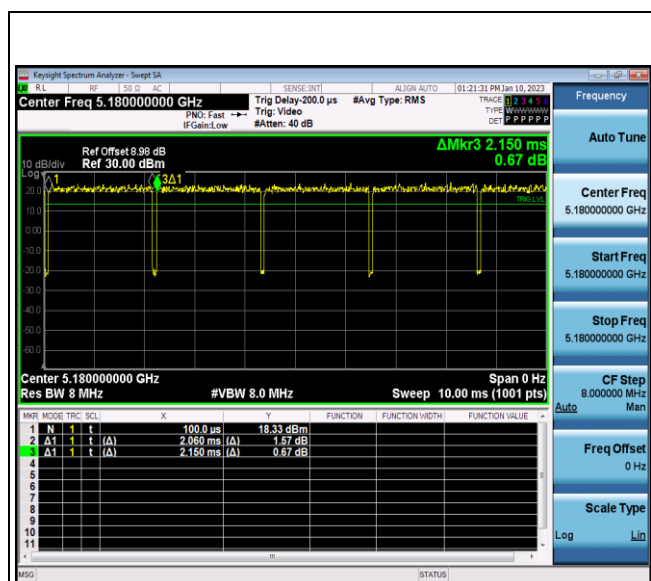 Keysight Spectrum Analyzer - Swept SA
RL RF 50 Ω AC SENSE:INT ALIGN AUTO 01:21:31 PM Jan 10, 2023
Center Freq 5.180000000 GHz
PNO: Fast
IFGain:Low
Trig Delay-200.0 µs
Trig: Video
#Atten: 40 dB
#Avg Type: RMS
TRACE 1 2 3 4 5 6
TYPE WWWWWW
DET P P P P P P
Frequency
Auto Tune
Center Freq
5.180000000 GHz
Start Freq
5.180000000 GHz
Stop Freq
5.180000000 GHz
CF Step
8.000000 MHz
Auto Man
Freq Offset
0 Hz
Scale Type
Log Lin
Ref Offset 8.98 dB
10 dB/div Ref 30.00 dBm
Log
ΔMkr3 2.150 ms
0.67 dB
1
3Δ1
TRIG LVL
20.0
10.0
0.00
-10.0
-20.0
-30.0
-40.0
-50.0
-60.0
Center 5.180000000 GHz Span 0 Hz
Res BW 8 MHz #VBW 8.0 MHz Sweep 10.00 ms (1001 pts)
MKR MODE TRC SCL X Y FUNCTION FUNCTION WIDTH FUNCTION VALUE
1 N 1 t 100.0 µs 18.33 dBm
2 Δ1 1 t (Δ) 2.060 ms (Δ) 1.57 dB
3 Δ1 1 t (Δ) 2.150 ms (Δ) 0.67 dB
4
5
6
7
8
9
10
11
MSG STATUS